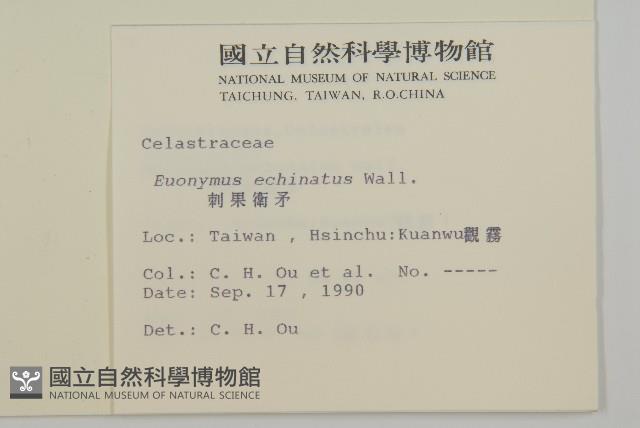 國立自然科學博物館
NATIONAL MUSEUM OF NATURAL SCIENCE
TAICHUNG, TAIWAN, R.O.CHINA
Celastraceae
Euonymus echinatus Wall.
刺果衛矛
Loc.: Taiwan , Hsinchu:Kuanwu觀霧
Col.: C. H. Ou et al. No. -----
Date: Sep. 17 , 1990
Det.: C. H. Ou
國立自然科學博物館
NATIONAL MUSEUM OF NATURAL SCIENCE